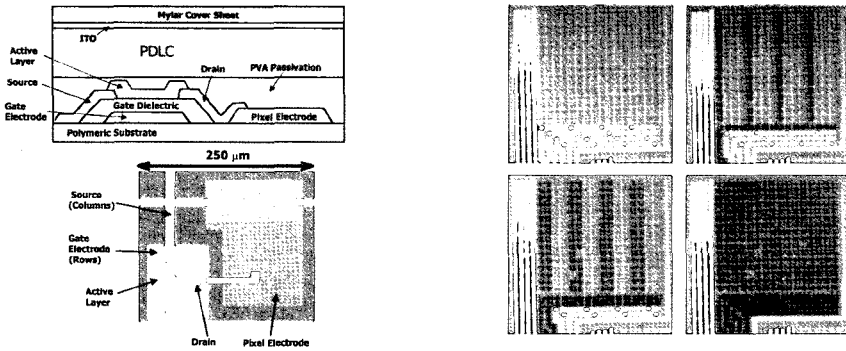 Mylar Cover Sheet
ITO
PDLC
Active
Layer
Drain
PVA Passivation
Source
Gate Dielectric
Gate
Electrode
Pixel Electrode
Polymeric Substrate
250 μm
Source
(Columns)
Gate
Electrode
(Rows)
Active
Layer
Drain
Pixel Electrode